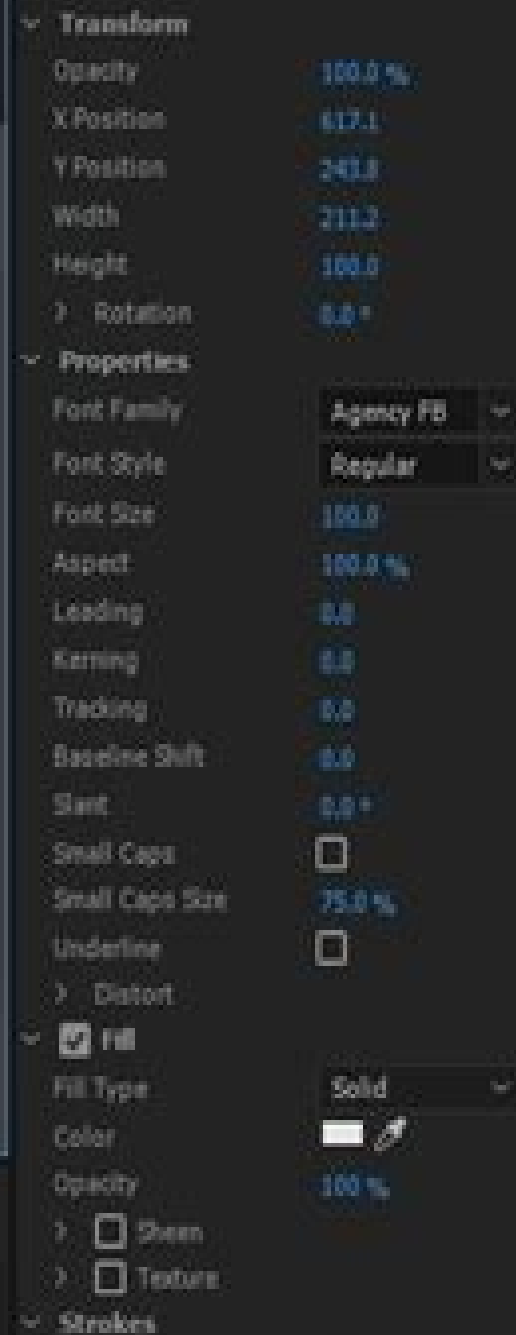 Transform
Opacity 100.0 %
X Position 617.1
Y Position 243.8
Width 211.2
Height 100.0
Rotation 0.0 °
Properties
Font Family Agency FB
Font Style Regular
Font Size 100.0
Aspect 100.0 %
Leading 0.0
Kerning 0.0
Tracking 0.0
Baseline Shift 0.0
Slant 0.0 °
Small Caps
Small Caps Size 75.0 %
Underline
Distort
Fill
Fill Type Solid
Color
Opacity 100 %
Sheen
Texture
Strokes